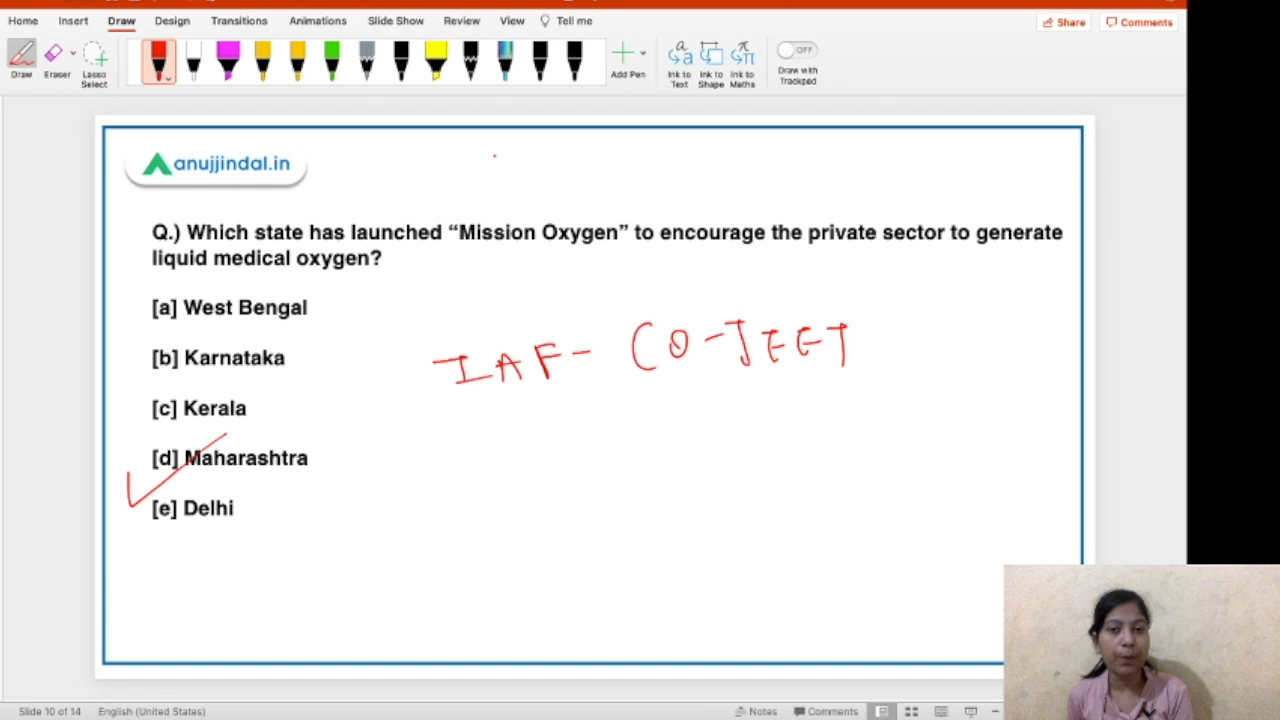 Home Insert Draw Design Transitions Animations Slide Show Review View Tell me Share Comments
Draw Eraser Lasso Select Add Pen Ink to Text Ink to Shape Ink to Maths OFF Draw with Trackpad
anujjindal.in
Q.) Which state has launched “Mission Oxygen” to encourage the private sector to generate
liquid medical oxygen?
[a] West Bengal
[b] Karnataka
IAF- CO-JEET
[c] Kerala
[d] Maharashtra
[e] Delhi
Slide 10 of 14 English (United States) Notes Comments